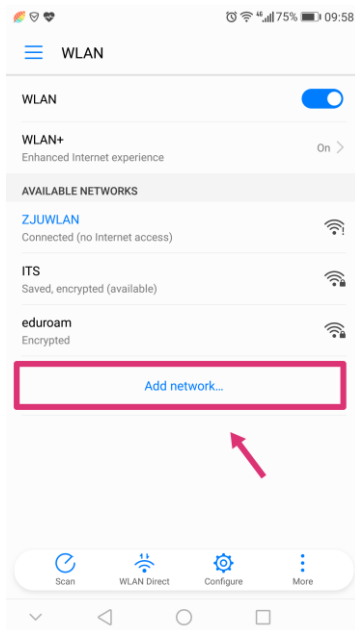 4G 75% 09:58
WLAN
WLAN
WLAN+
Enhanced Internet experience
On
AVAILABLE NETWORKS
ZJUWLAN
Connected (no Internet access)
ITS
Saved, encrypted (available)
eduroam
Encrypted
Add network...
Scan WLAN Direct Configure More